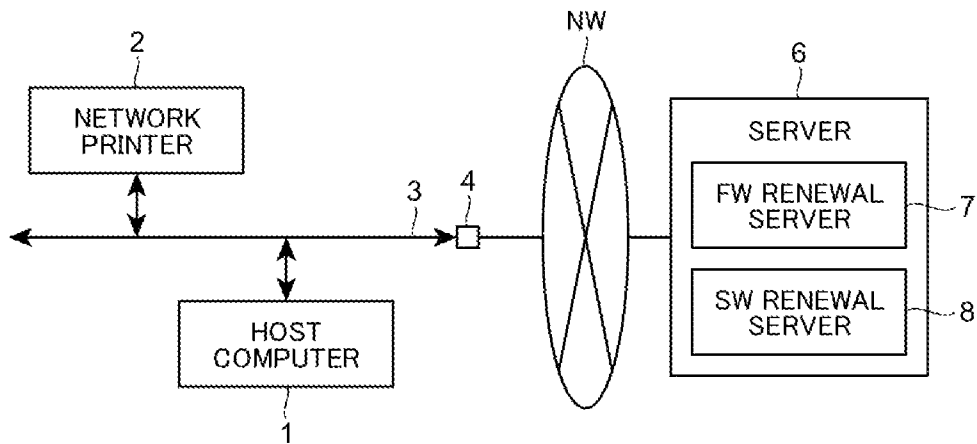 2
NETWORK
PRINTER
3
4
HOST
COMPUTER
1
NW
6
SERVER
FW RENEWAL
SERVER
7
SW RENEWAL
SERVER
8